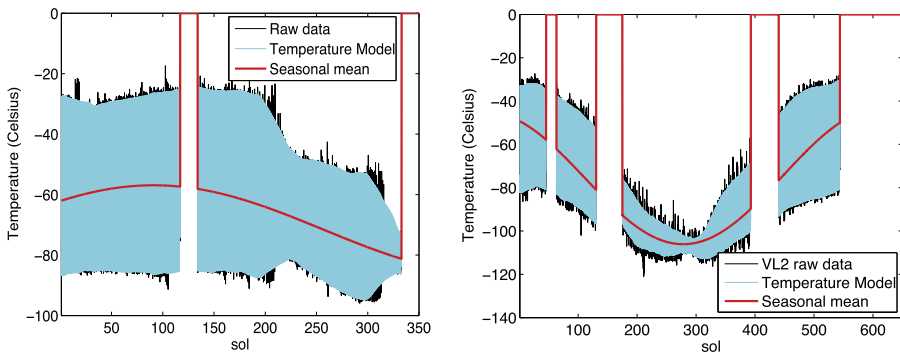 0
−20
−40
−60
−80
−100
Temperature (Celsius)
50
100
150
200
250
300
350
sol
Raw data
Temperature Model
Seasonal mean
0
−20
−40
−60
−80
−100
−120
−140
Temperature (Celsius)
100
200
300
400
500
600
sol
VL2 raw data
Temperature Model
Seasonal mean